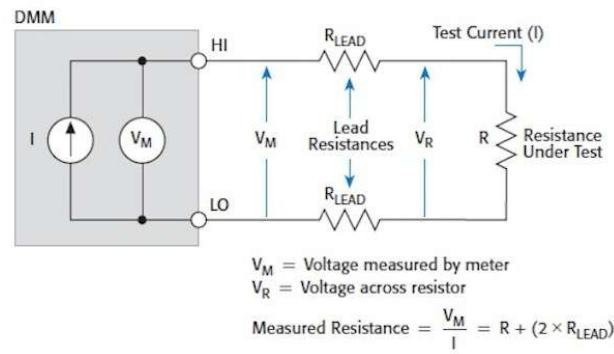 DMM
HI
R_LEAD
Test Current (I)
I
V_M
V_M
Lead
Resistances
V_R
R
Resistance
Under Test
LO
R_LEAD
V_M = Voltage measured by meter
V_R = Voltage across resistor
Measured Resistance = V_M / I = R + (2 × R_LEAD)